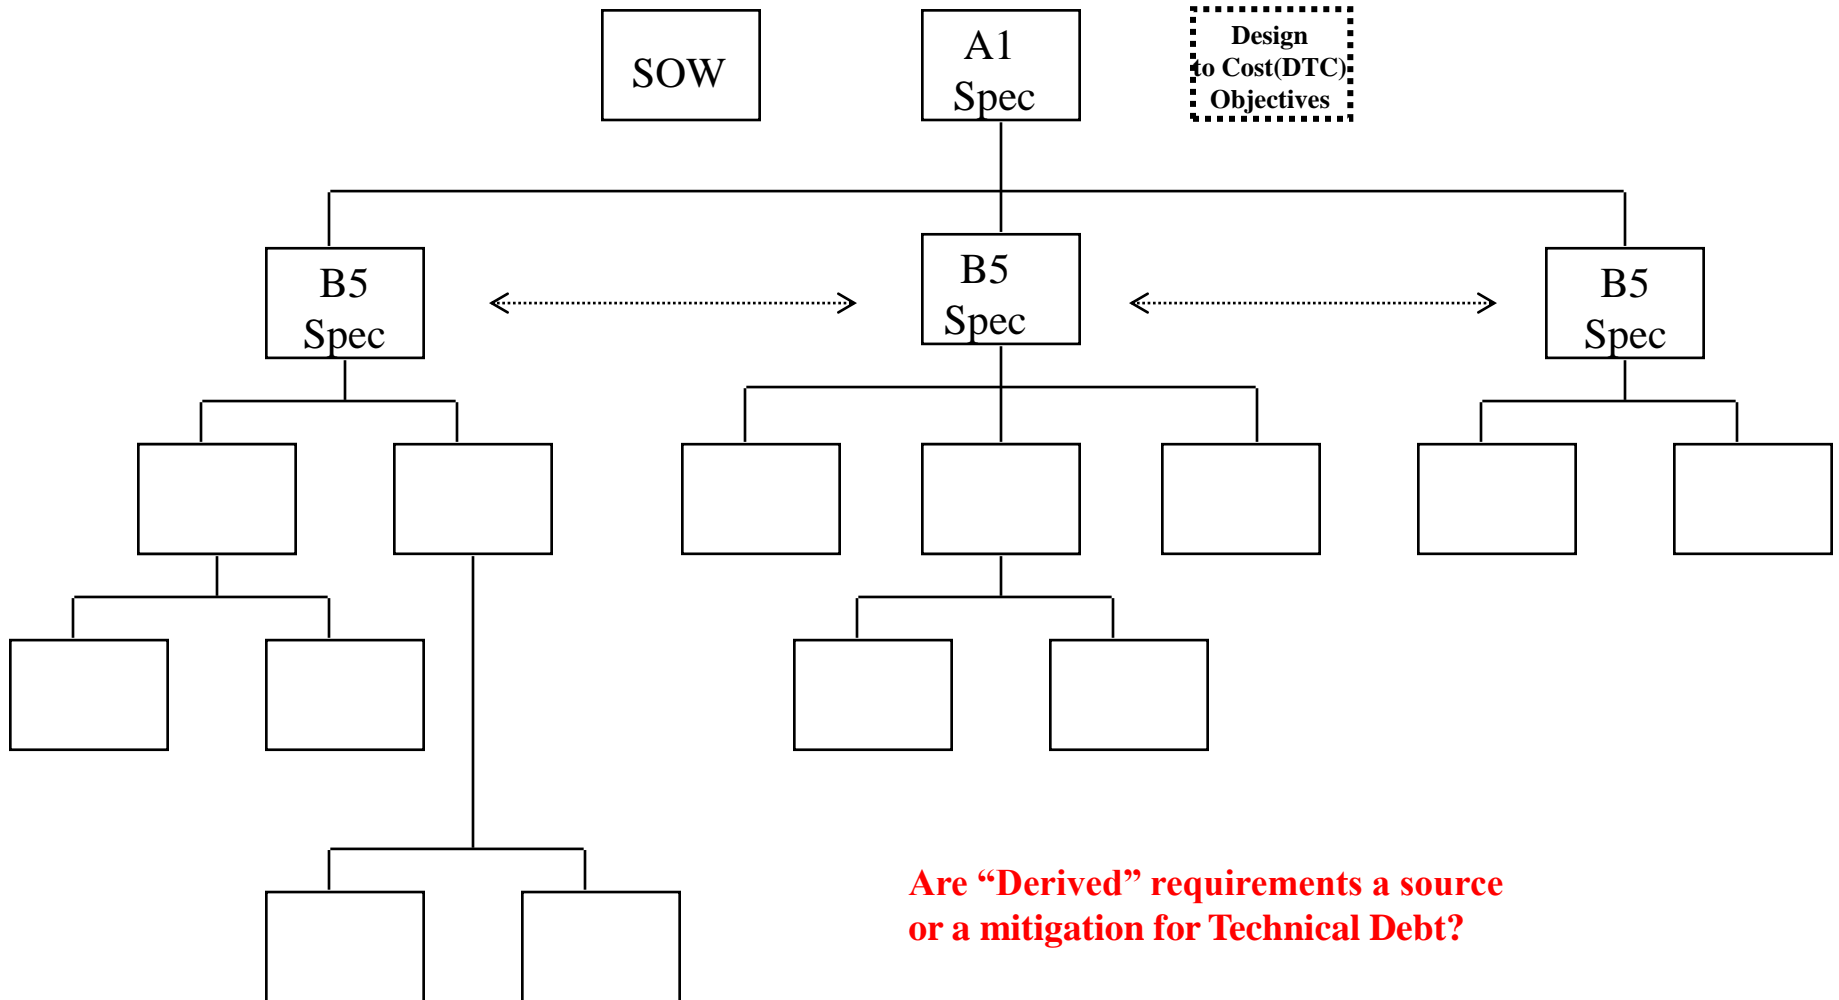 SOW
A1
Spec
Design
to Cost(DTC)
Objectives
B5
Spec
B5
Spec
B5
Spec
Are “Derived” requirements a source
or a mitigation for Technical Debt?